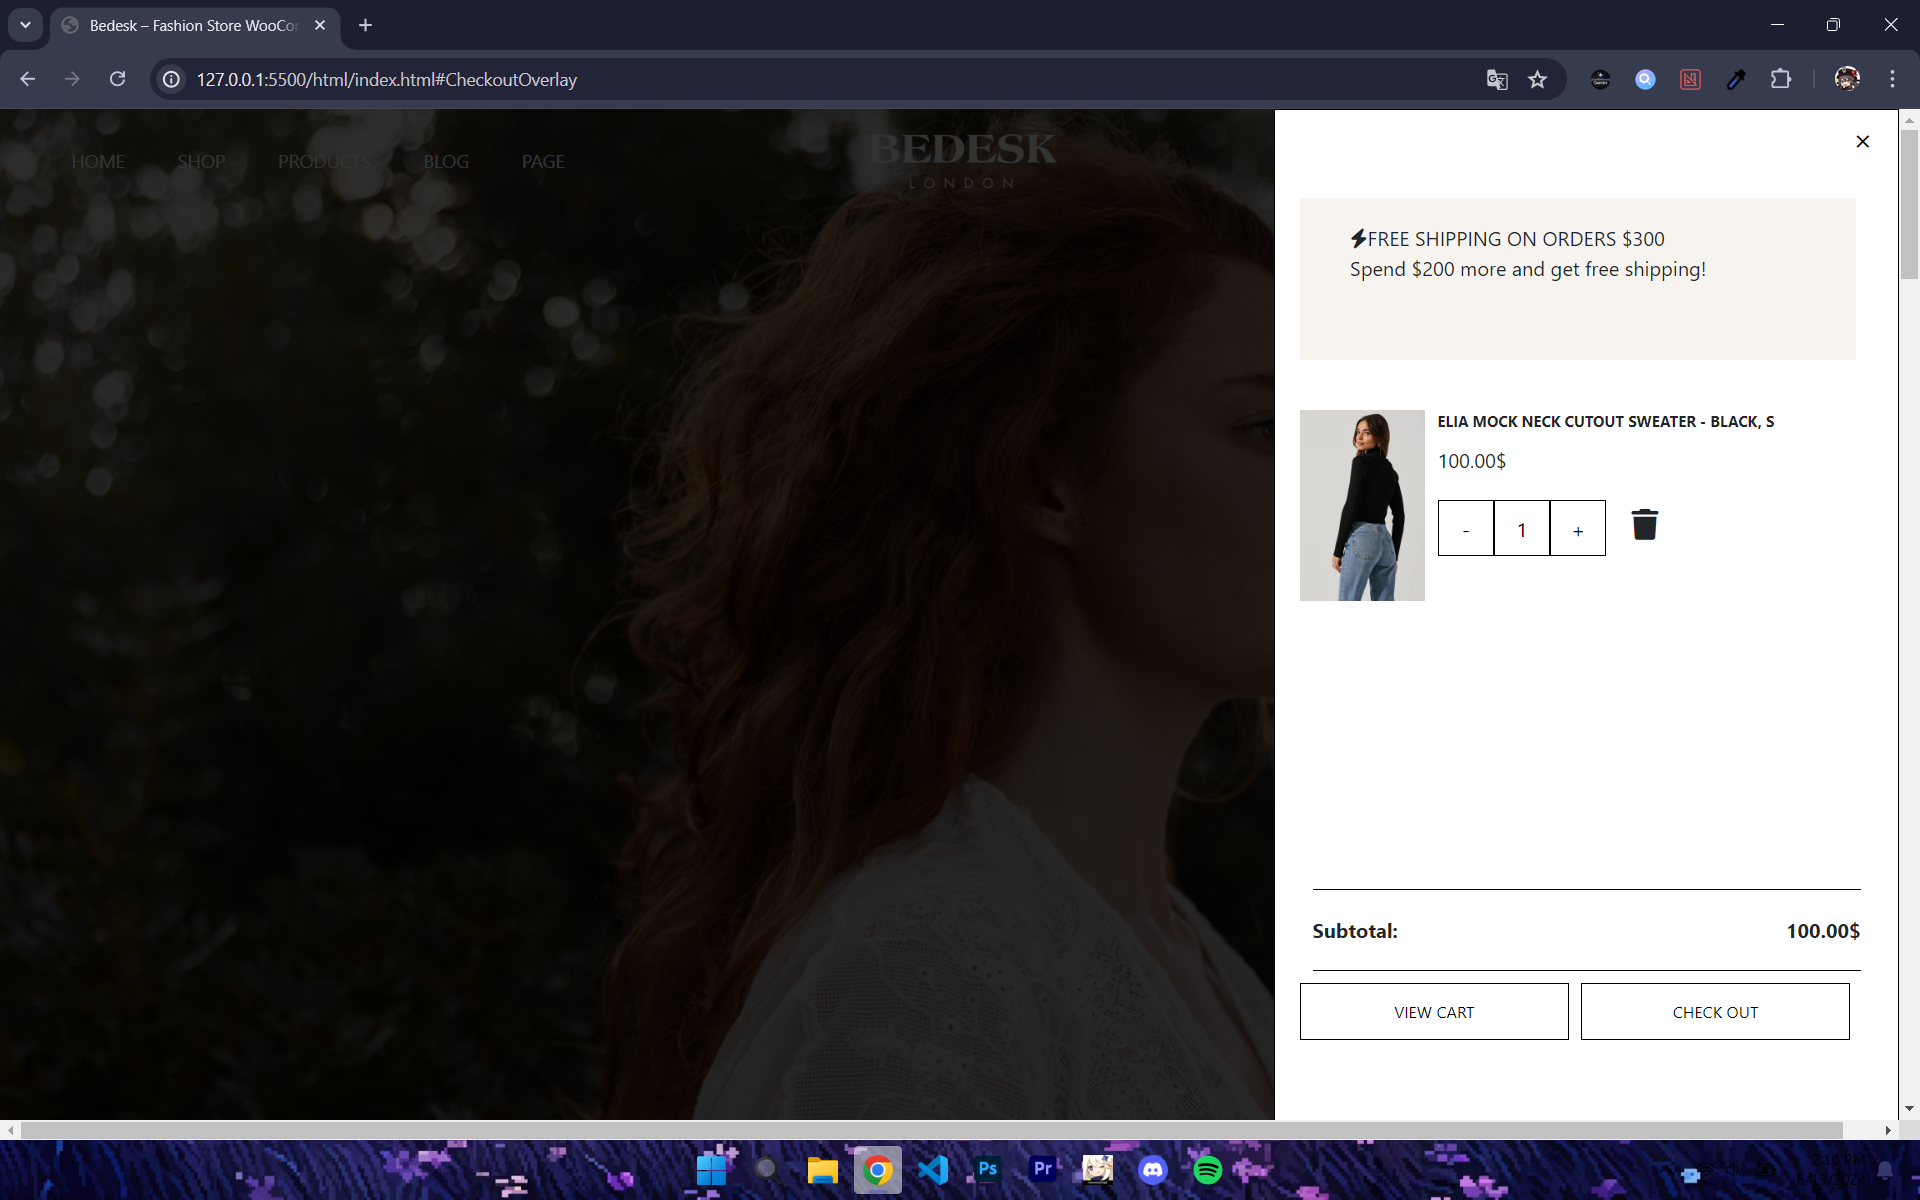 Bedesk – Fashion Store WooCor
127.0.0.1:5500/html/index.html#CheckoutOverlay
HOME SHOP PRODUCTS BLOG PAGE
BEDESK
LONDON
FREE SHIPPING ON ORDERS $300
Spend $200 more and get free shipping!
ELIA MOCK NECK CUTOUT SWEATER - BLACK, S
100.00$
- 1 +
Subtotal: 100.00$
VIEW CART CHECK OUT
Ps Pr